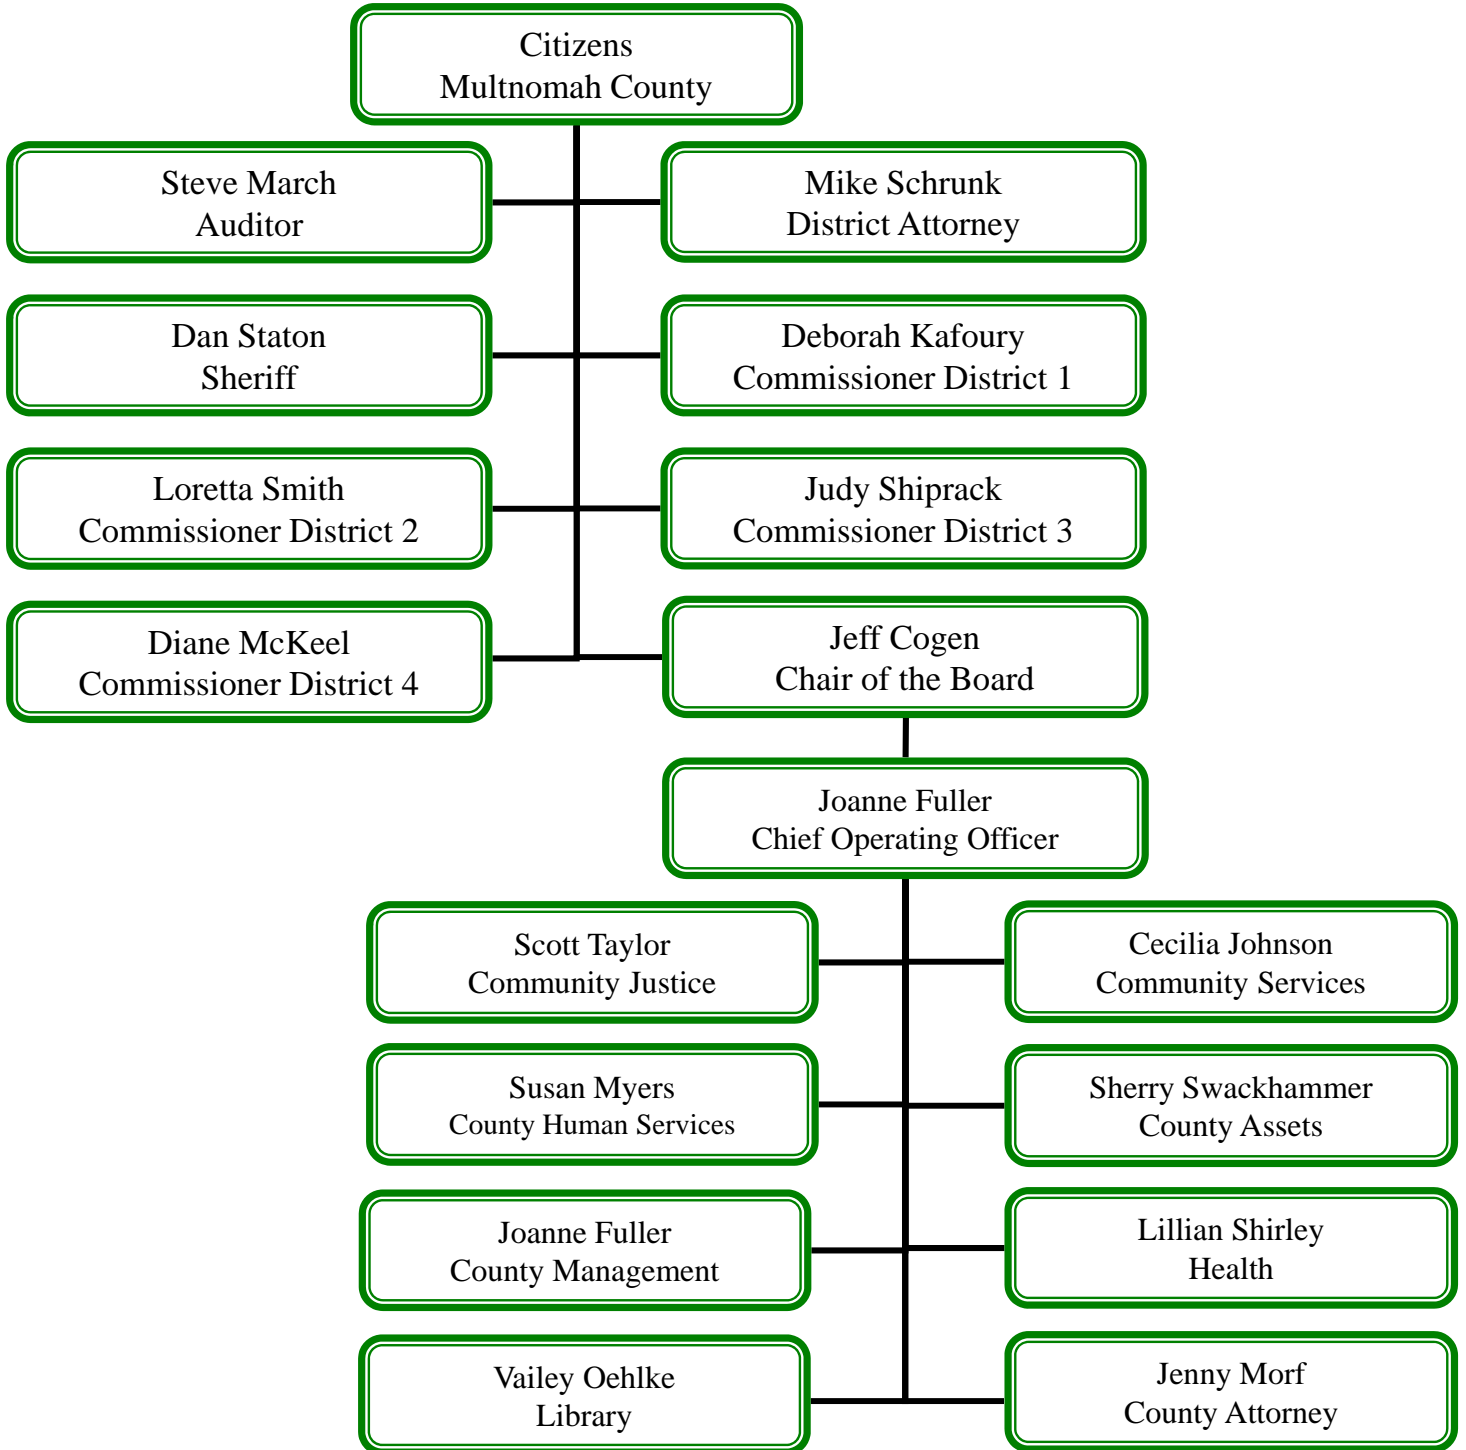 Citizens
Multnomah County
Steve March
Auditor
Mike Schrunk
District Attorney
Dan Staton
Sheriff
Deborah Kafoury
Commissioner District 1
Loretta Smith
Commissioner District 2
Judy Shiprack
Commissioner District 3
Diane McKeel
Commissioner District 4
Jeff Cogen
Chair of the Board
Joanne Fuller
Chief Operating Officer
Scott Taylor
Community Justice
Cecilia Johnson
Community Services
Susan Myers
County Human Services
Sherry Swackhammer
County Assets
Joanne Fuller
County Management
Lillian Shirley
Health
Vailey Oehlke
Library
Jenny Morf
County Attorney